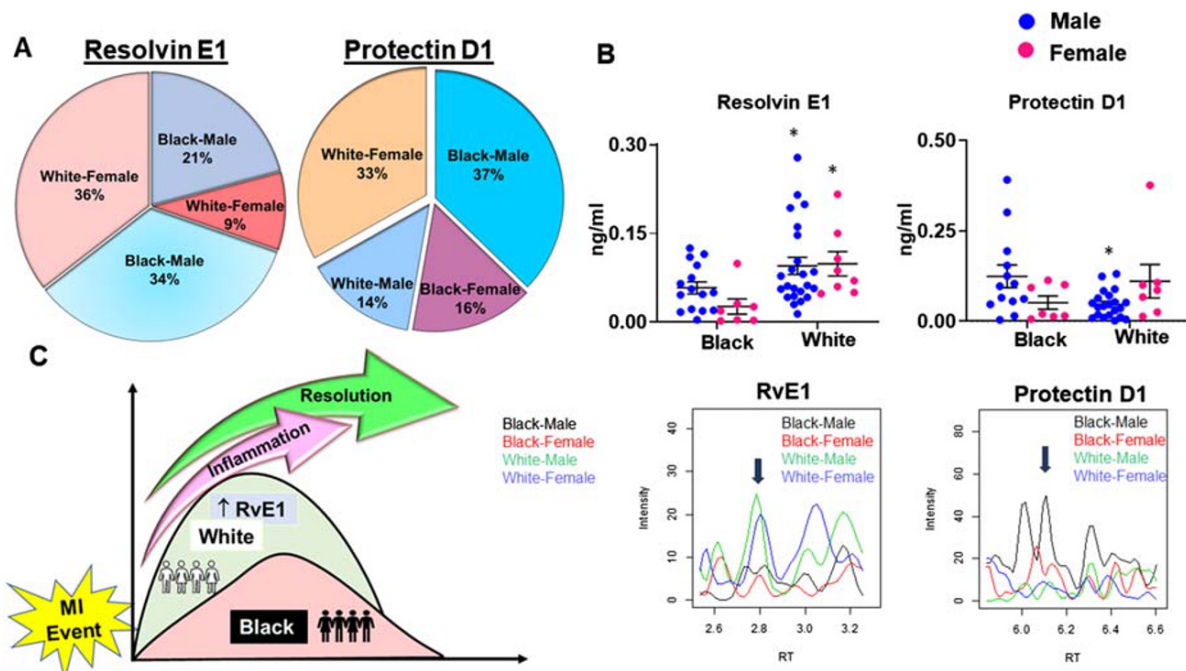 A
Resolvin E1
Protectin D1
Black-Male
21%
White-Female
9%
Black-Male
34%
White-Female
36%
Black-Male
37%
Black-Female
16%
White-Male
14%
White-Female
33%
B
Male
Female
Resolvin E1
ng/ml
0.30
0.15
0.00
*
*
Black
White
Protectin D1
ng/ml
0.50
0.25
0.00
*
Black
White
C
Resolution
Inflammation
↑ RvE1
White
Black
MI
Event
Black-Male
Black-Female
White-Male
White-Female
RvE1
Black-Male
Black-Female
White-Male
White-Female
Intensity
40
30
20
10
0
2.6 2.8 3.0 3.2
RT
Protectin D1
Black-Male
Black-Female
White-Male
White-Female
Intensity
80
60
40
20
0
6.0 6.2 6.4 6.6
RT